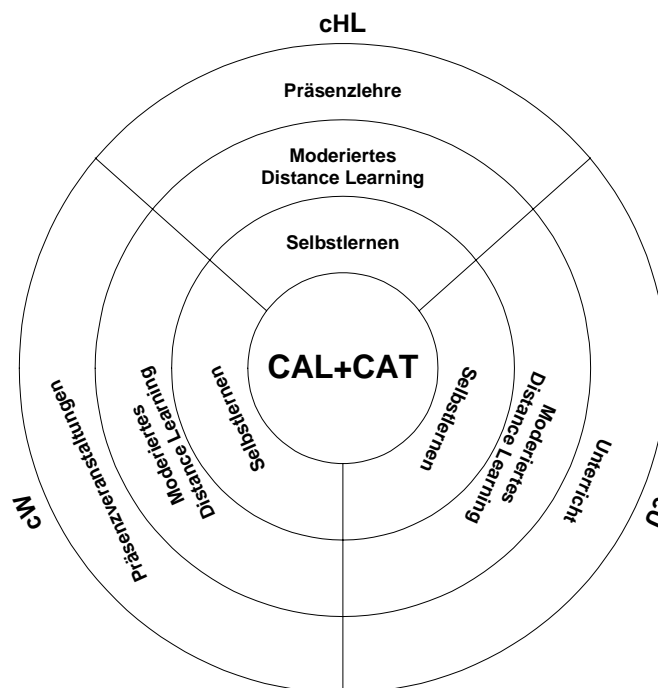 cHL
Präsenzlehre
Moderiertes
Distance Learning
Selbstlernen
CAL+CAT
Selbstlernen
Moderiertes
Distance Learning
Präsenzveranstaltungen
cW
Selbstlernen
Moderiertes
Distance Learning
Unterricht
cU